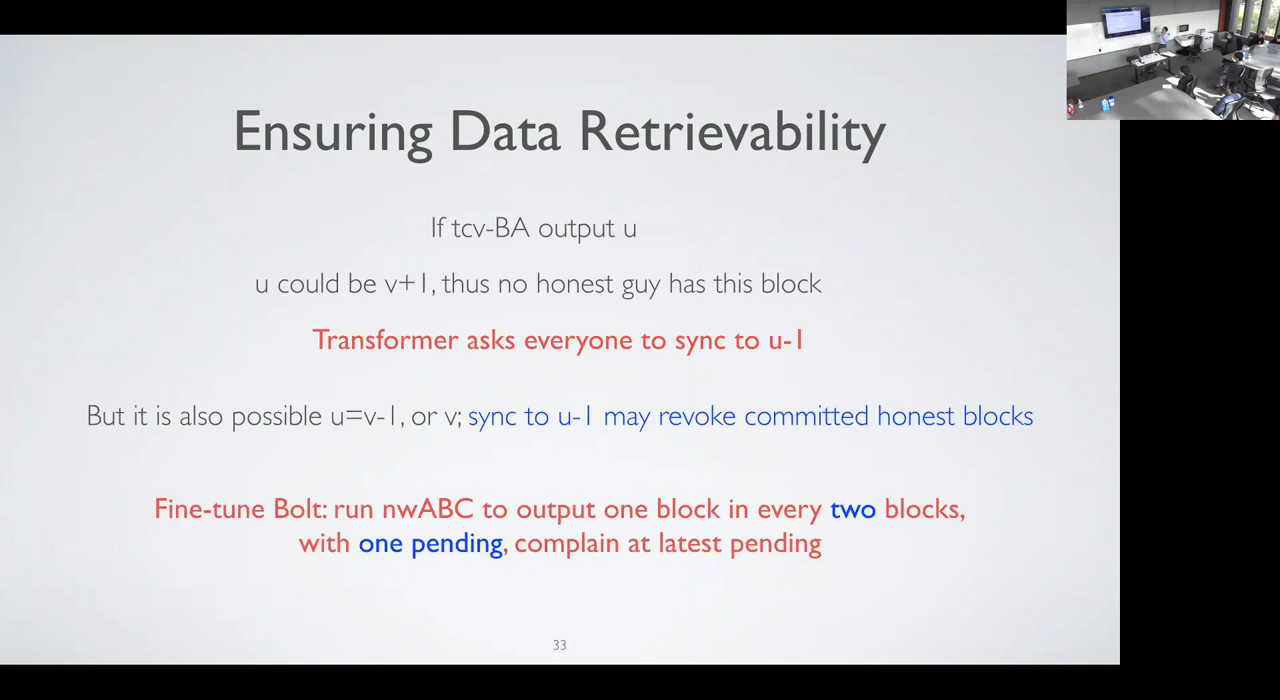 Ensuring Data Retrievability
If tcv-BA output u
u could be v+1, thus no honest guy has this block
Transformer asks everyone to sync to u-1
But it is also possible u=v-1, or v; sync to u-1 may revoke committed honest blocks
Fine-tune Bolt: run nwABC to output one block in every two blocks,
with one pending, complain at latest pending
33